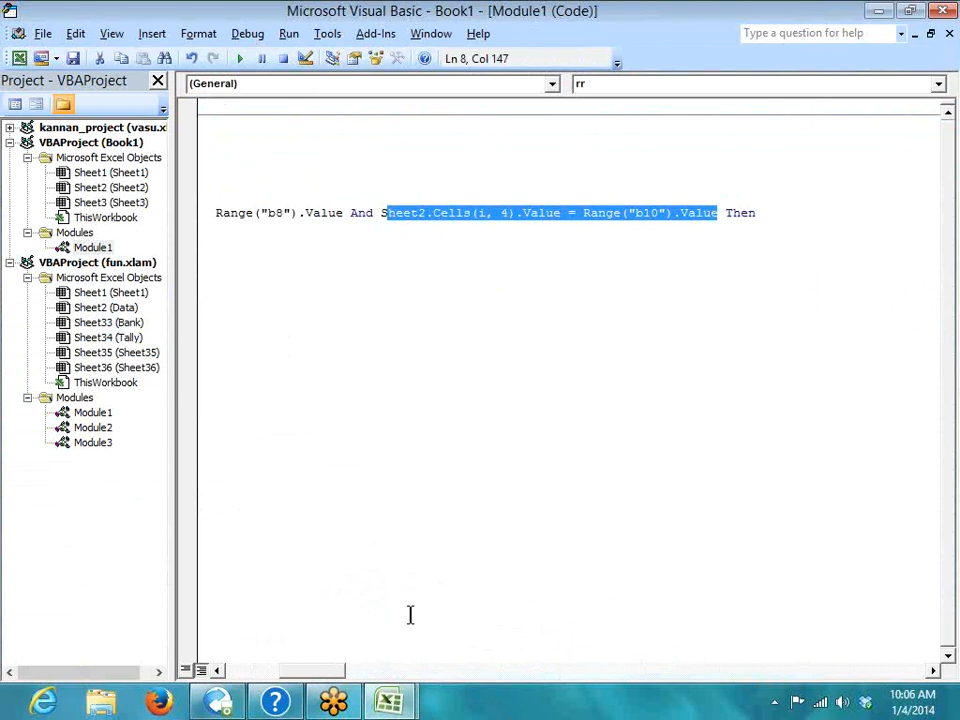 Microsoft Visual Basic - Book1 - [Module1 (Code)]
File Edit View Insert Format Debug Run Tools Add-Ins Window Help
Type a question for help
Ln 8, Col 147
Project - VBAProject
(General)
rr
kannan_project (vasu.xl
VBAProject (Book1)
Microsoft Excel Objects
Sheet1 (Sheet1)
Sheet2 (Sheet2)
Sheet3 (Sheet3)
ThisWorkbook
Modules
Module1
VBAProject (fun.xlam)
Microsoft Excel Objects
Sheet1 (Sheet1)
Sheet2 (Data)
Sheet33 (Bank)
Sheet34 (Tally)
Sheet35 (Sheet35)
Sheet36 (Sheet36)
ThisWorkbook
Modules
Module1
Module2
Module3
Range("b8").Value And Sheet2.Cells(i, 4).Value = Range("b10").Value Then
10:06 AM
1/4/2014